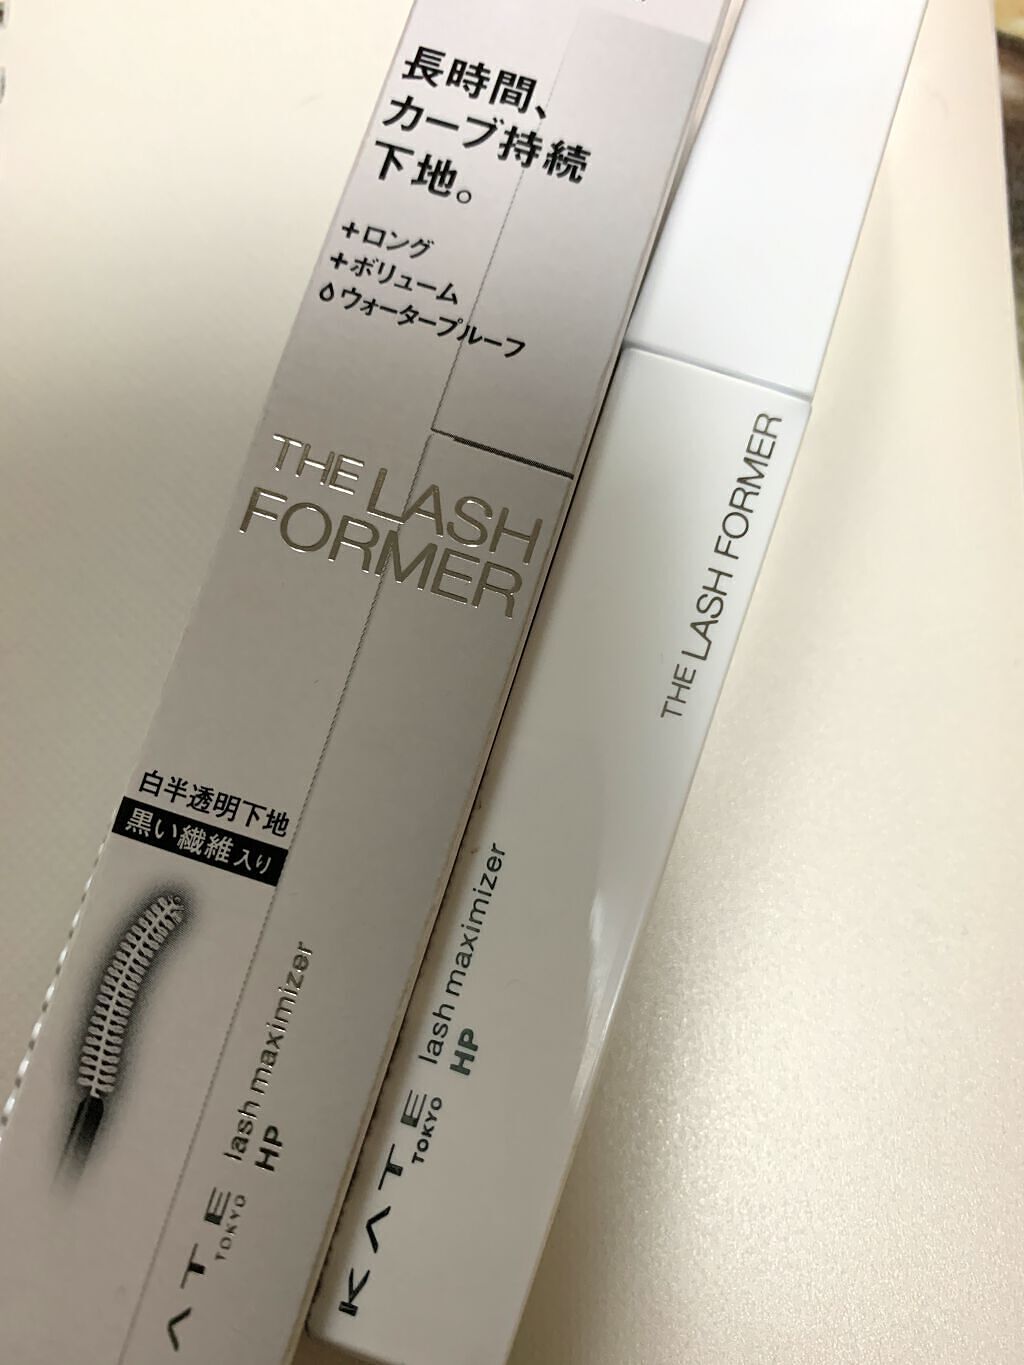 長時間、
カーブ持続
下地。
+ロング
+ボリューム
ウォータープルーフ
THE LASH
FORMER
白半透明下地
黒い繊維入り
lash maximizer
HP
KATE
TOKYO
THE LASH FORMER
lash maximizer
HP
KATE
TOKYO